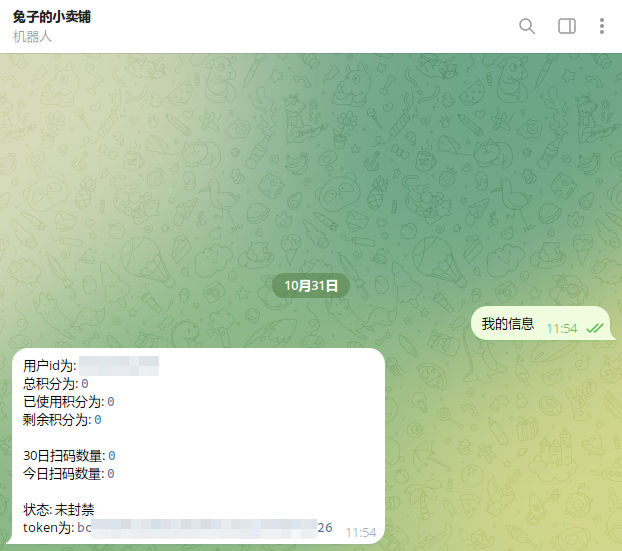 兔子的小卖铺
机器人
10月31日
我的信息 11:54
用户id为:
总积分为: 0
已使用积分为: 0
剩余积分为: 0
30日扫码数量: 0
今日扫码数量: 0
状态: 未封禁
token为: bc 26 11:54